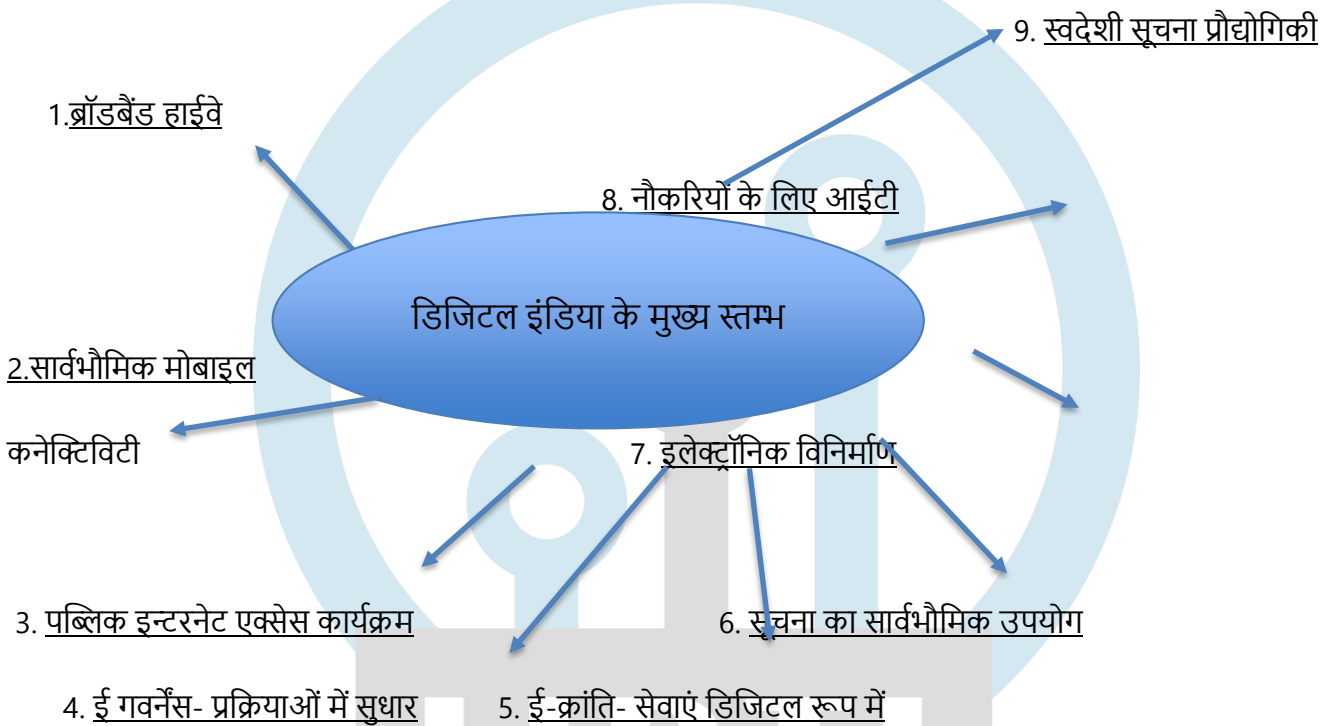 9. स्वदेशी सूचना प्रौद्योगिकी
1.ब्रॉडबैंड हाईवे
8. नौकरियों के लिए आईटी
डिजिटल इंडिया के मुख्य स्तम्भ
2.सार्वभौमिक मोबाइल
कनेक्टिविटी
7. इलेक्ट्रॉनिक विनिर्माण
3. पब्लिक इन्टरनेट एक्सेस कार्यक्रम
6. सूचना का सार्वभौमिक उपयोग
4. ई गवर्नेंस- प्रक्रियाओं में सुधार
5. ई-क्रांति- सेवाएं डिजिटल रूप में